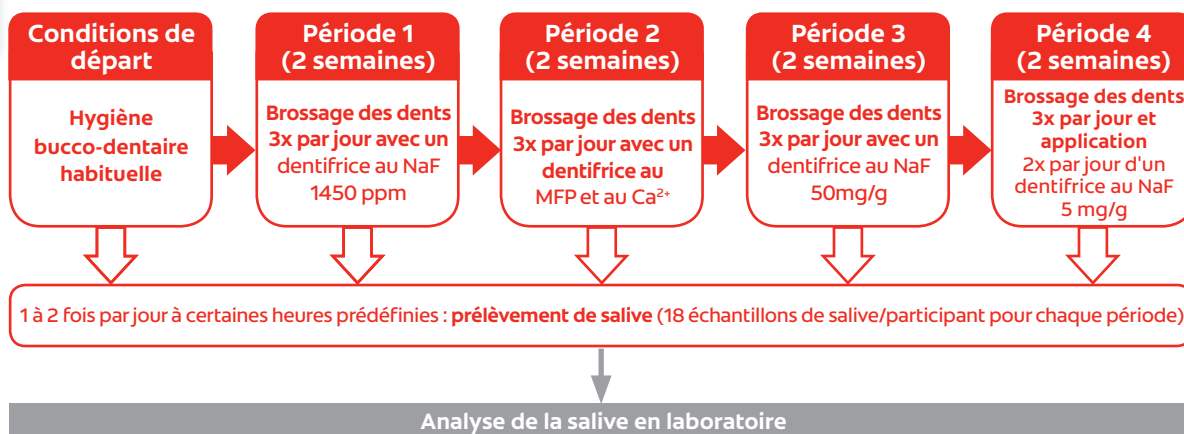 Conditions de
départ
Hygiène
bucco-dentaire
habituelle
Période 1
(2 semaines)
Brossage des dents
3x par jour avec un
dentifrice au NaF
1450 ppm
Période 2
(2 semaines)
Brossage des dents
3x par jour avec un
dentifrice au
MFP et au Ca²⁺
Période 3
(2 semaines)
Brossage des dents
3x par jour avec un
dentifrice au NaF
50mg/g
Période 4
(2 semaines)
Brossage des dents
3x par jour et
application
2x par jour d'un
dentifrice au NaF
5 mg/g
1 à 2 fois par jour à certaines heures prédéfinies : prélèvement de salive (18 échantillons de salive/participant pour chaque période)
Analyse de la salive en laboratoire